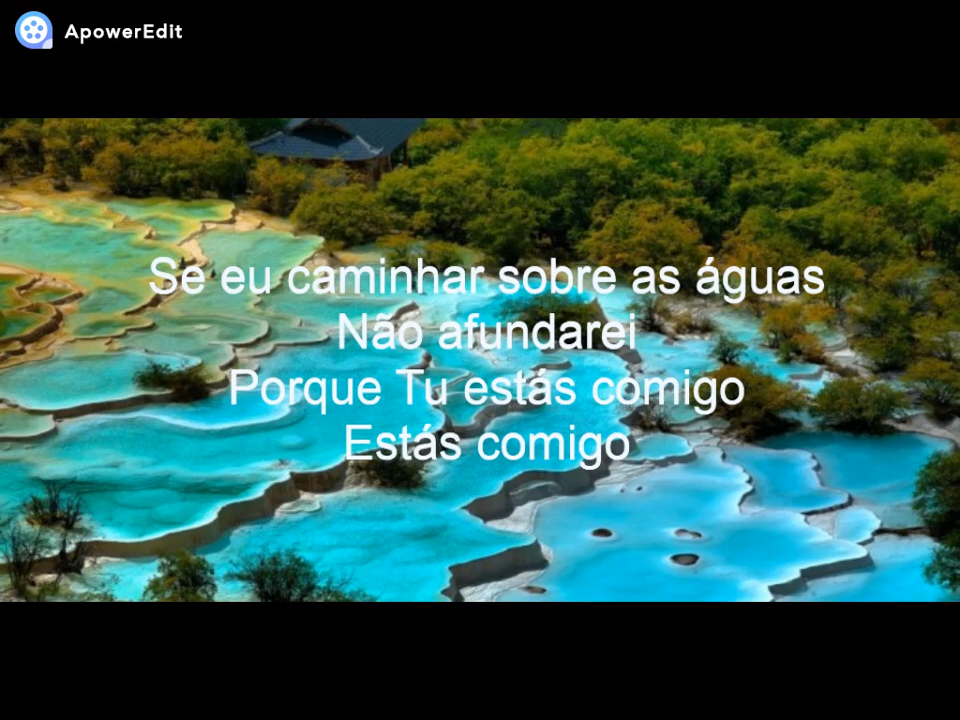 ApowerEdit
Se eu caminhar sobre as águas
Não afundarei
Porque Tu estás comigo
Estás comigo